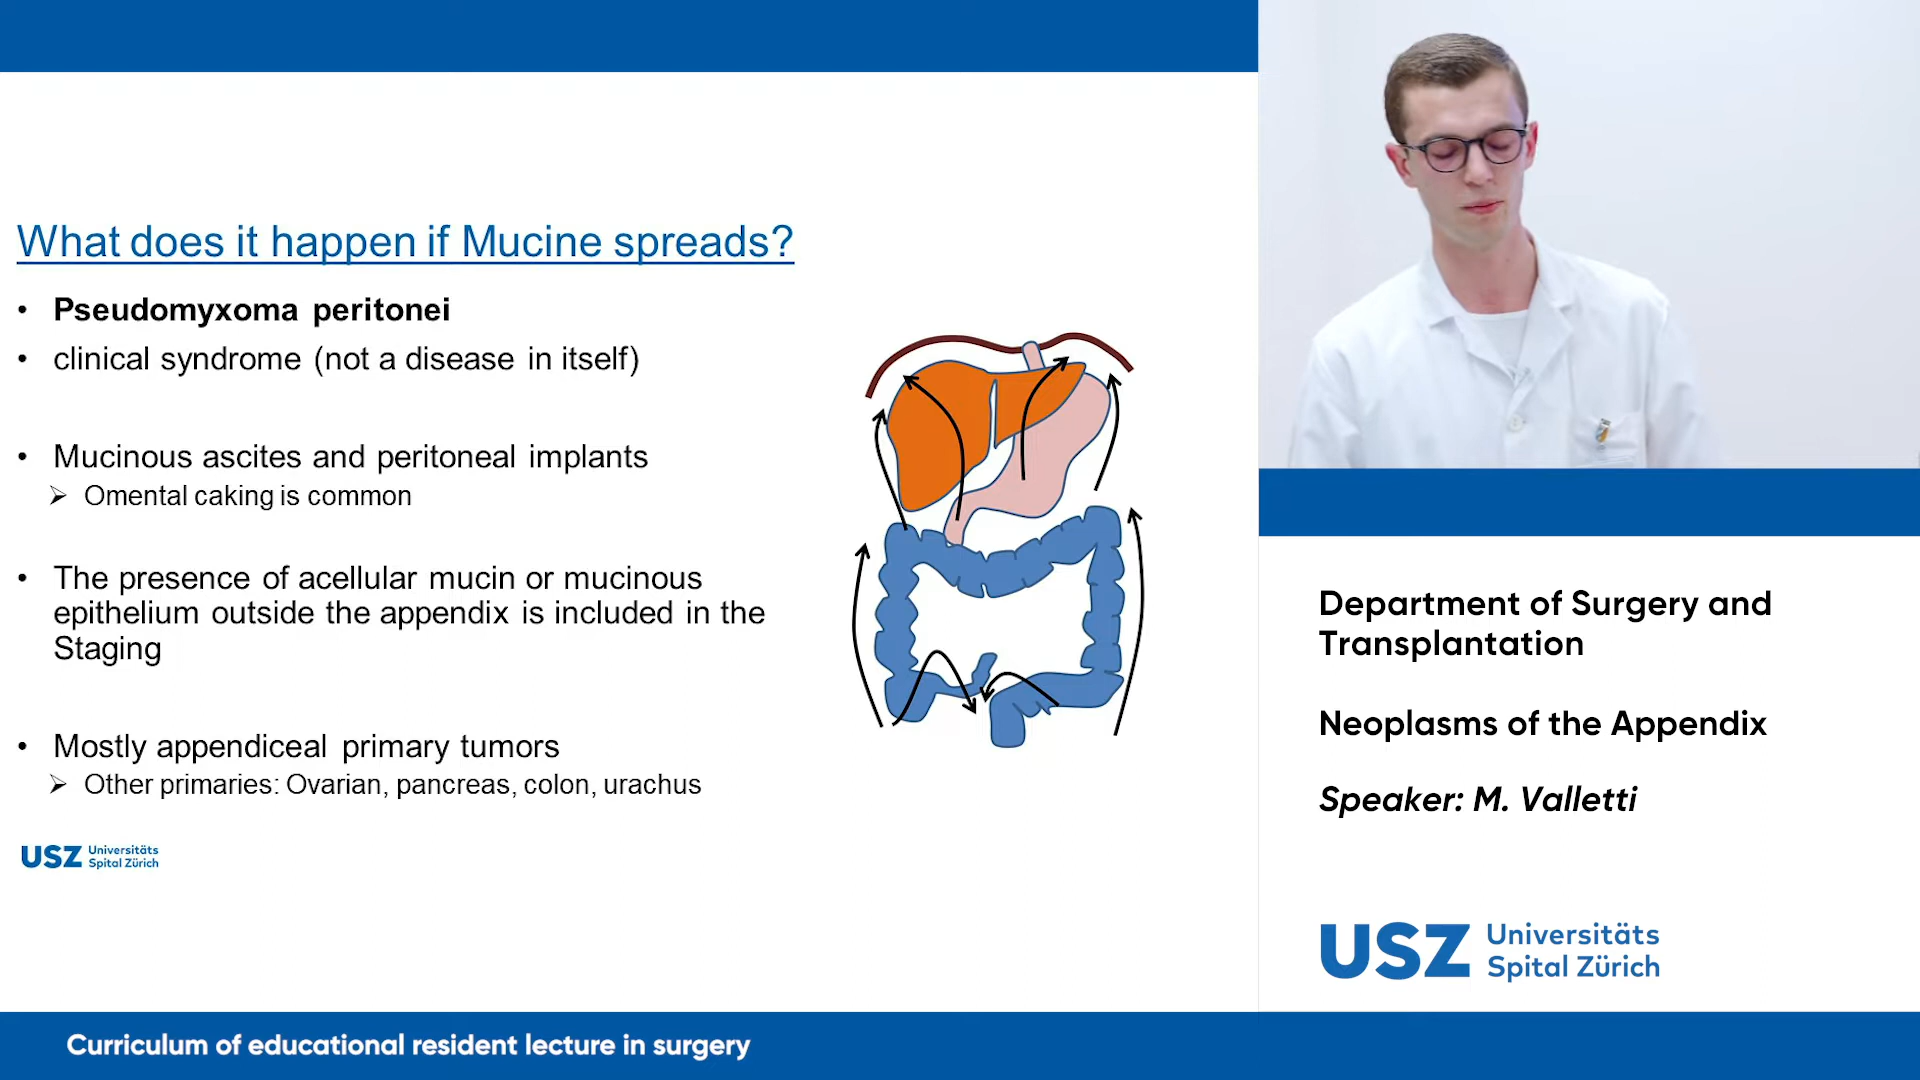 What does it happen if Mucine spreads?
• Pseudomyxoma peritonei
• clinical syndrome (not a disease in itself)
• Mucinous ascites and peritoneal implants
➢ Omental caking is common
• The presence of acellular mucin or mucinous
epithelium outside the appendix is included in the
Staging
• Mostly appendiceal primary tumors
➢ Other primaries: Ovarian, pancreas, colon, urachus
USZ Universitäts
Spital Zürich
Department of Surgery and
Transplantation
Neoplasms of the Appendix
Speaker: M. Valletti
USZ Universitäts
Spital Zürich
Curriculum of educational resident lecture in surgery